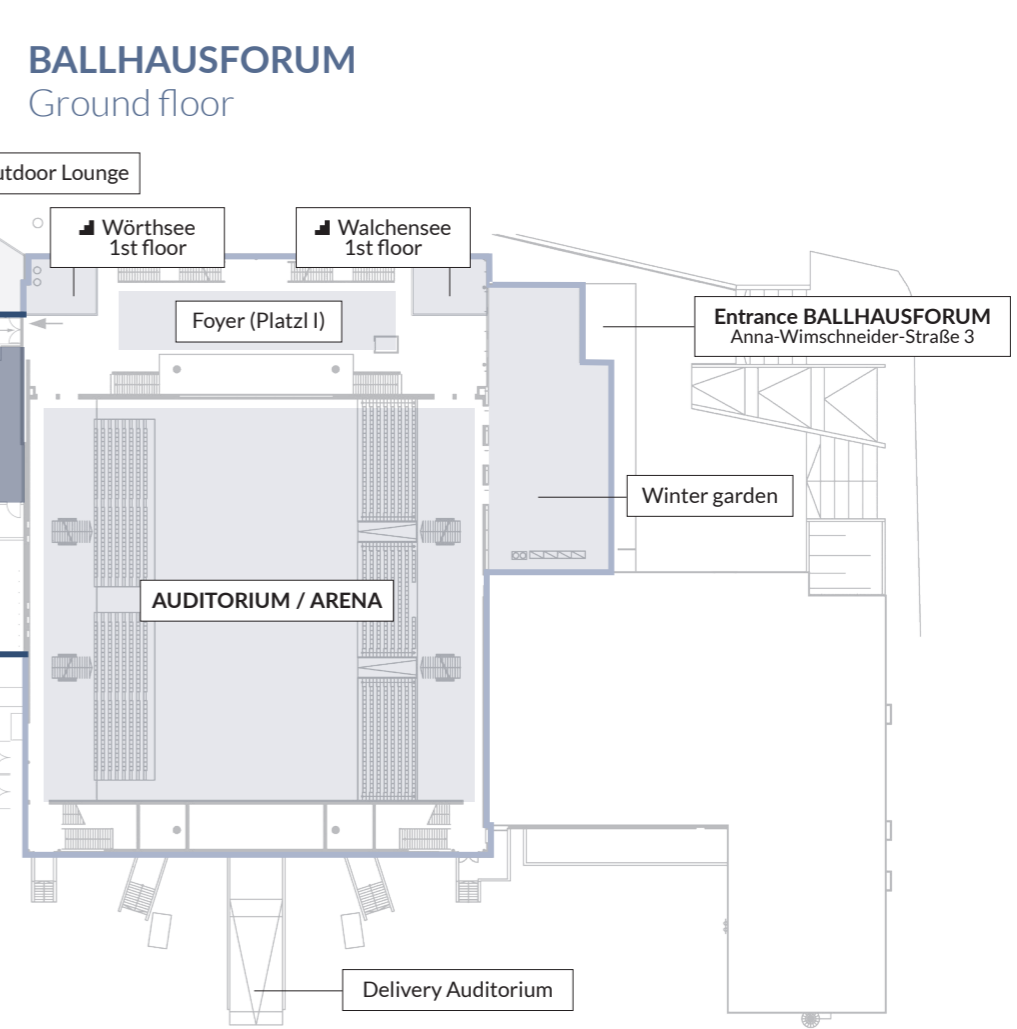 BALLHAUSFORUM
Ground floor
utdoor Lounge
Wörthsee
1st floor
Walchensee
1st floor
Foyer (Platzl I)
Entrance BALLHAUSFORUM
Anna-Wimschneider-Straße 3
Winter garden
AUDITORIUM / ARENA
Delivery Auditorium